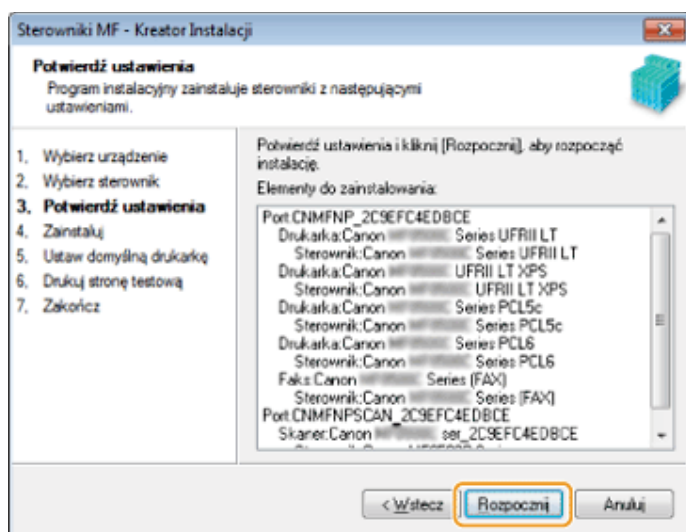 Sterowniki MF - Kreator Instalacji
Potwierdź ustawienia
Program instalacyjny zainstaluje sterowniki z następującymi
ustawieniami.
1. Wybierz urządzenie
2. Wybierz sterownik
3. Potwierdź ustawienia
4. Zainstaluj
5. Ustaw domyślną drukarkę
6. Drukuj stronę testową
7. Zakończ
Potwierdź ustawienia i kliknij [Rozpocznij], aby rozpocząć
instalację.
Elementy do zainstalowania:
Port:CNMFNP_2C9EFC4EDBCE
Drukarka:Canon Series UFRII LT
Sterownik:Canon Series UFRII LT
Drukarka:Canon UFRII LT XPS
Sterownik:Canon UFRII LT XPS
Drukarka:Canon Series PCL5c
Sterownik:Canon Series PCL5c
Drukarka:Canon Series PCL6
Sterownik:Canon Series PCL6
Faks:Canon Series (FAX)
Sterownik:Canon Series (FAX)
Port:CNMFNPSCAN_2C9EFC4EDBCE
Skaner:Canon ser_2C9EFC4EDBCE
< Wstecz Rozpocznij Anuluj